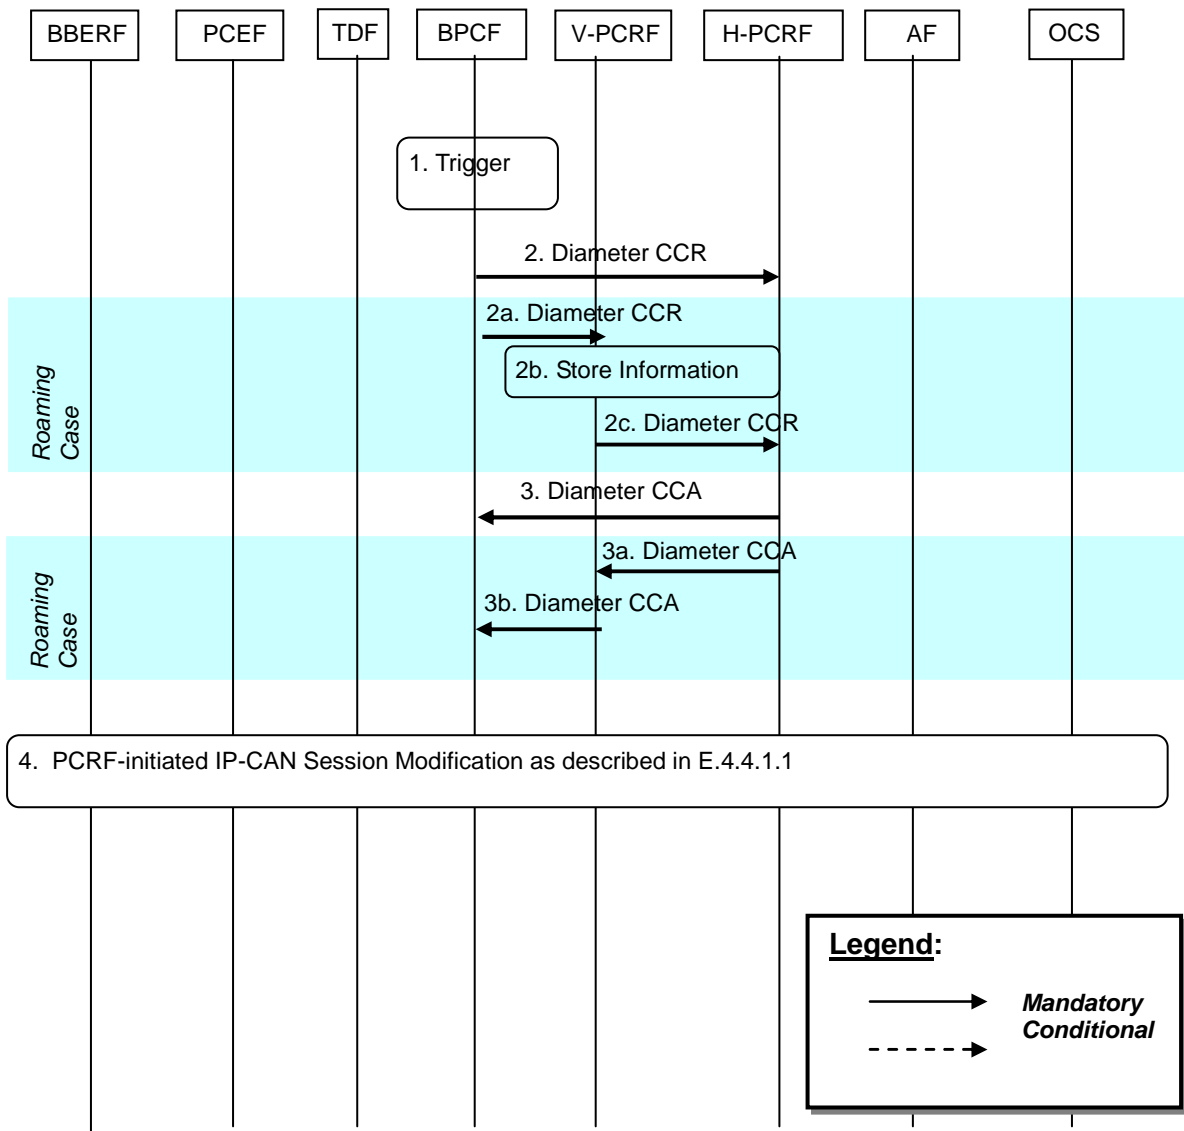 BBERF PCEF TDF BPCF V-PCRF H-PCRF AF OCS
1. Trigger
2. Diameter CCR
2a. Diameter CCR
2b. Store Information
2c. Diameter CCR
Roaming
Case
3. Diameter CCA
3a. Diameter CCA
3b. Diameter CCA
Roaming
Case
4. PCRF-initiated IP-CAN Session Modification as described in E.4.4.1.1
Legend:
Mandatory
Conditional